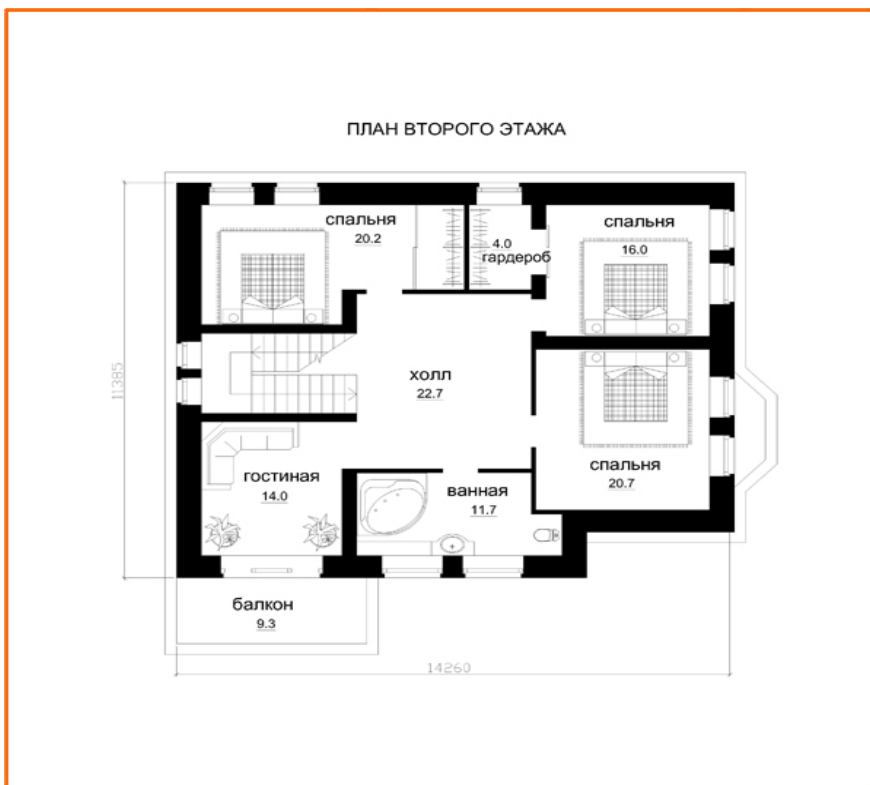 ПЛАН ВТОРОГО ЭТАЖА
спальня
20.2
4.0
гардероб
спальня
16.0
11385
холл
22.7
спальня
20.7
гостиная
14.0
ванная
11.7
балкон
9.3
14260